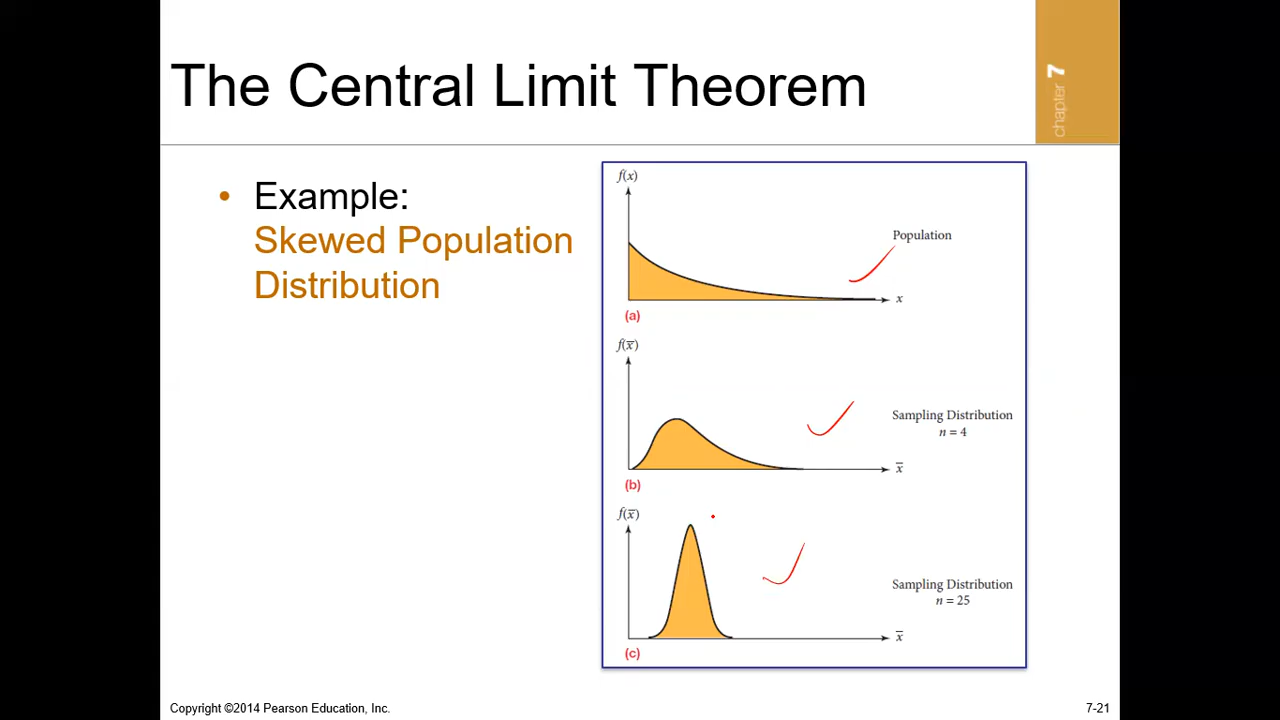 The Central Limit Theorem
chapter 7
• Example:
Skewed Population
Distribution
f(x)
Population
x
(a)
f(x̅)
Sampling Distribution
n = 4
x̅
(b)
f(x̅)
Sampling Distribution
n = 25
x̅
(c)
Copyright ©2014 Pearson Education, Inc.
7-21